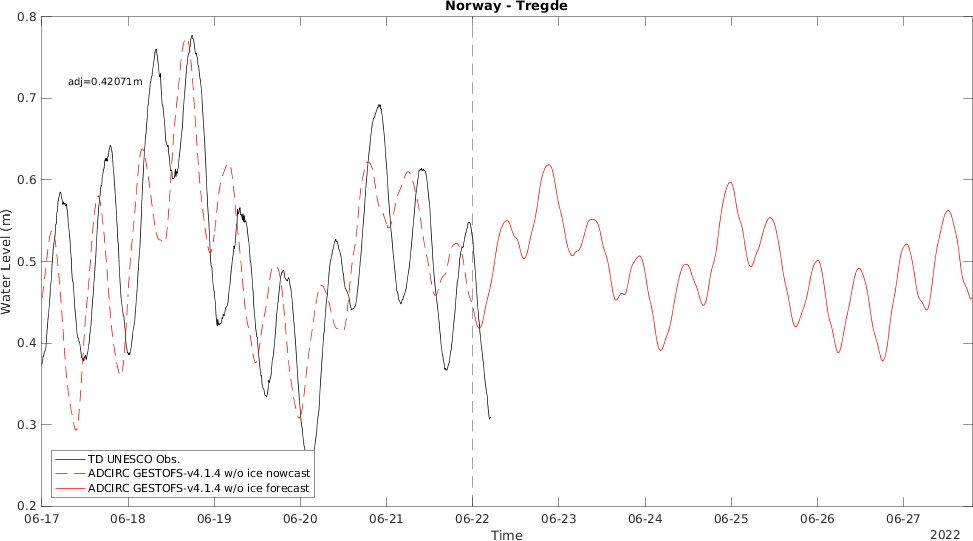 Norway - Tregde
0.8
0.7
0.6
0.5
0.4
0.3
0.2
Water Level (m)
adj=0.42071m
TD UNESCO Obs.
ADCIRC GESTOFS-v4.1.4 w/o ice nowcast
ADCIRC GESTOFS-v4.1.4 w/o ice forecast
06-17 06-18 06-19 06-20 06-21 06-22 06-23 06-24 06-25 06-26 06-27
Time
2022